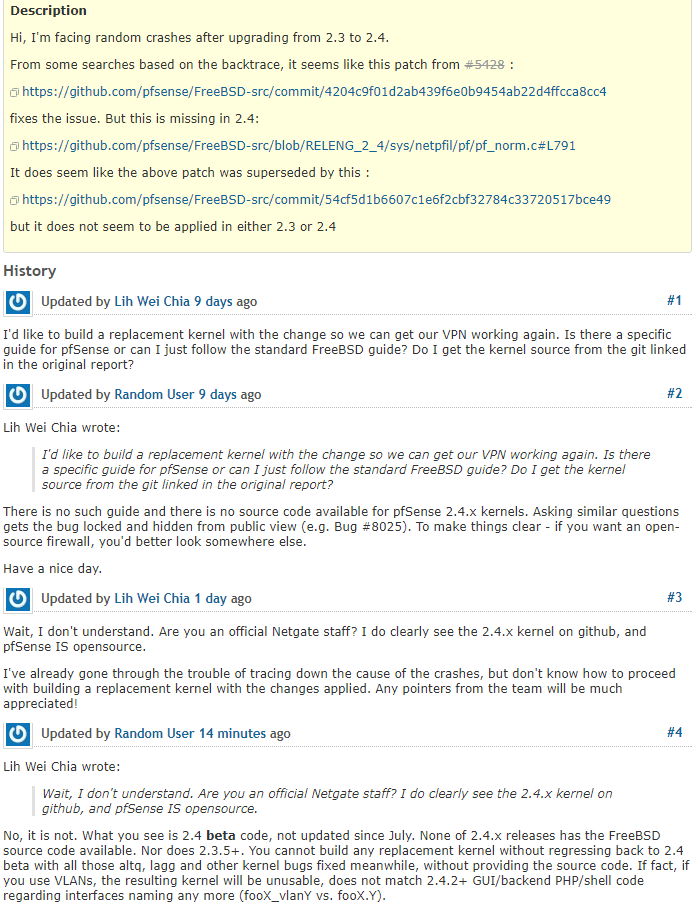 Description
Hi, I'm facing random crashes after upgrading from 2.3 to 2.4.
From some searches based on the backtrace, it seems like this patch from #5428 :
https://github.com/pfsense/FreeBSD-src/commit/4204c9f01d2ab439f6e0b9454ab22d4ffcca8cc4
fixes the issue. But this is missing in 2.4:
https://github.com/pfsense/FreeBSD-src/blob/RELENG_2_4/sys/netpfil/pf/pf_norm.c#L791
It does seem like the above patch was superseded by this :
https://github.com/pfsense/FreeBSD-src/commit/54cf5d1b6607c1e6f2cbf32784c33720517bce49
but it does not seem to be applied in either 2.3 or 2.4
History
Updated by Lih Wei Chia 9 days ago #1
I'd like to build a replacement kernel with the change so we can get our VPN working again. Is there a specific
guide for pfSense or can I just follow the standard FreeBSD guide? Do I get the kernel source from the git linked
in the original report?
Updated by Random User 9 days ago #2
Lih Wei Chia wrote:
I'd like to build a replacement kernel with the change so we can get our VPN working again. Is there
a specific guide for pfSense or can I just follow the standard FreeBSD guide? Do I get the kernel
source from the git linked in the original report?
There is no such guide and there is no source code available for pfSense 2.4.x kernels. Asking similar questions
gets the bug locked and hidden from public view (e.g. Bug #8025). To make things clear - if you want an open-
source firewall, you'd better look somewhere else.
Have a nice day.
Updated by Lih Wei Chia 1 day ago #3
Wait, I don't understand. Are you an official Netgate staff? I do clearly see the 2.4.x kernel on github, and
pfSense IS opensource.
I've already gone through the trouble of tracing down the cause of the crashes, but don't know how to proceed
with building a replacement kernel with the changes applied. Any pointers from the team will be much
appreciated!
Updated by Random User 14 minutes ago #4
Lih Wei Chia wrote:
Wait, I don't understand. Are you an official Netgate staff? I do clearly see the 2.4.x kernel on
github, and pfSense IS opensource.
No, it is not. What you see is 2.4 beta code, not updated since July. None of 2.4.x releases has the FreeBSD
source code available. Nor does 2.3.5+. You cannot build any replacement kernel without regressing back to 2.4
beta with all those altq, lagg and other kernel bugs fixed meanwhile, without providing the source code. If fact, if
you use VLANs, the resulting kernel will be unusable, does not match 2.4.2+ GUI/backend PHP/shell code
regarding interfaces naming any more (fooX_vlanY vs. fooX.Y).